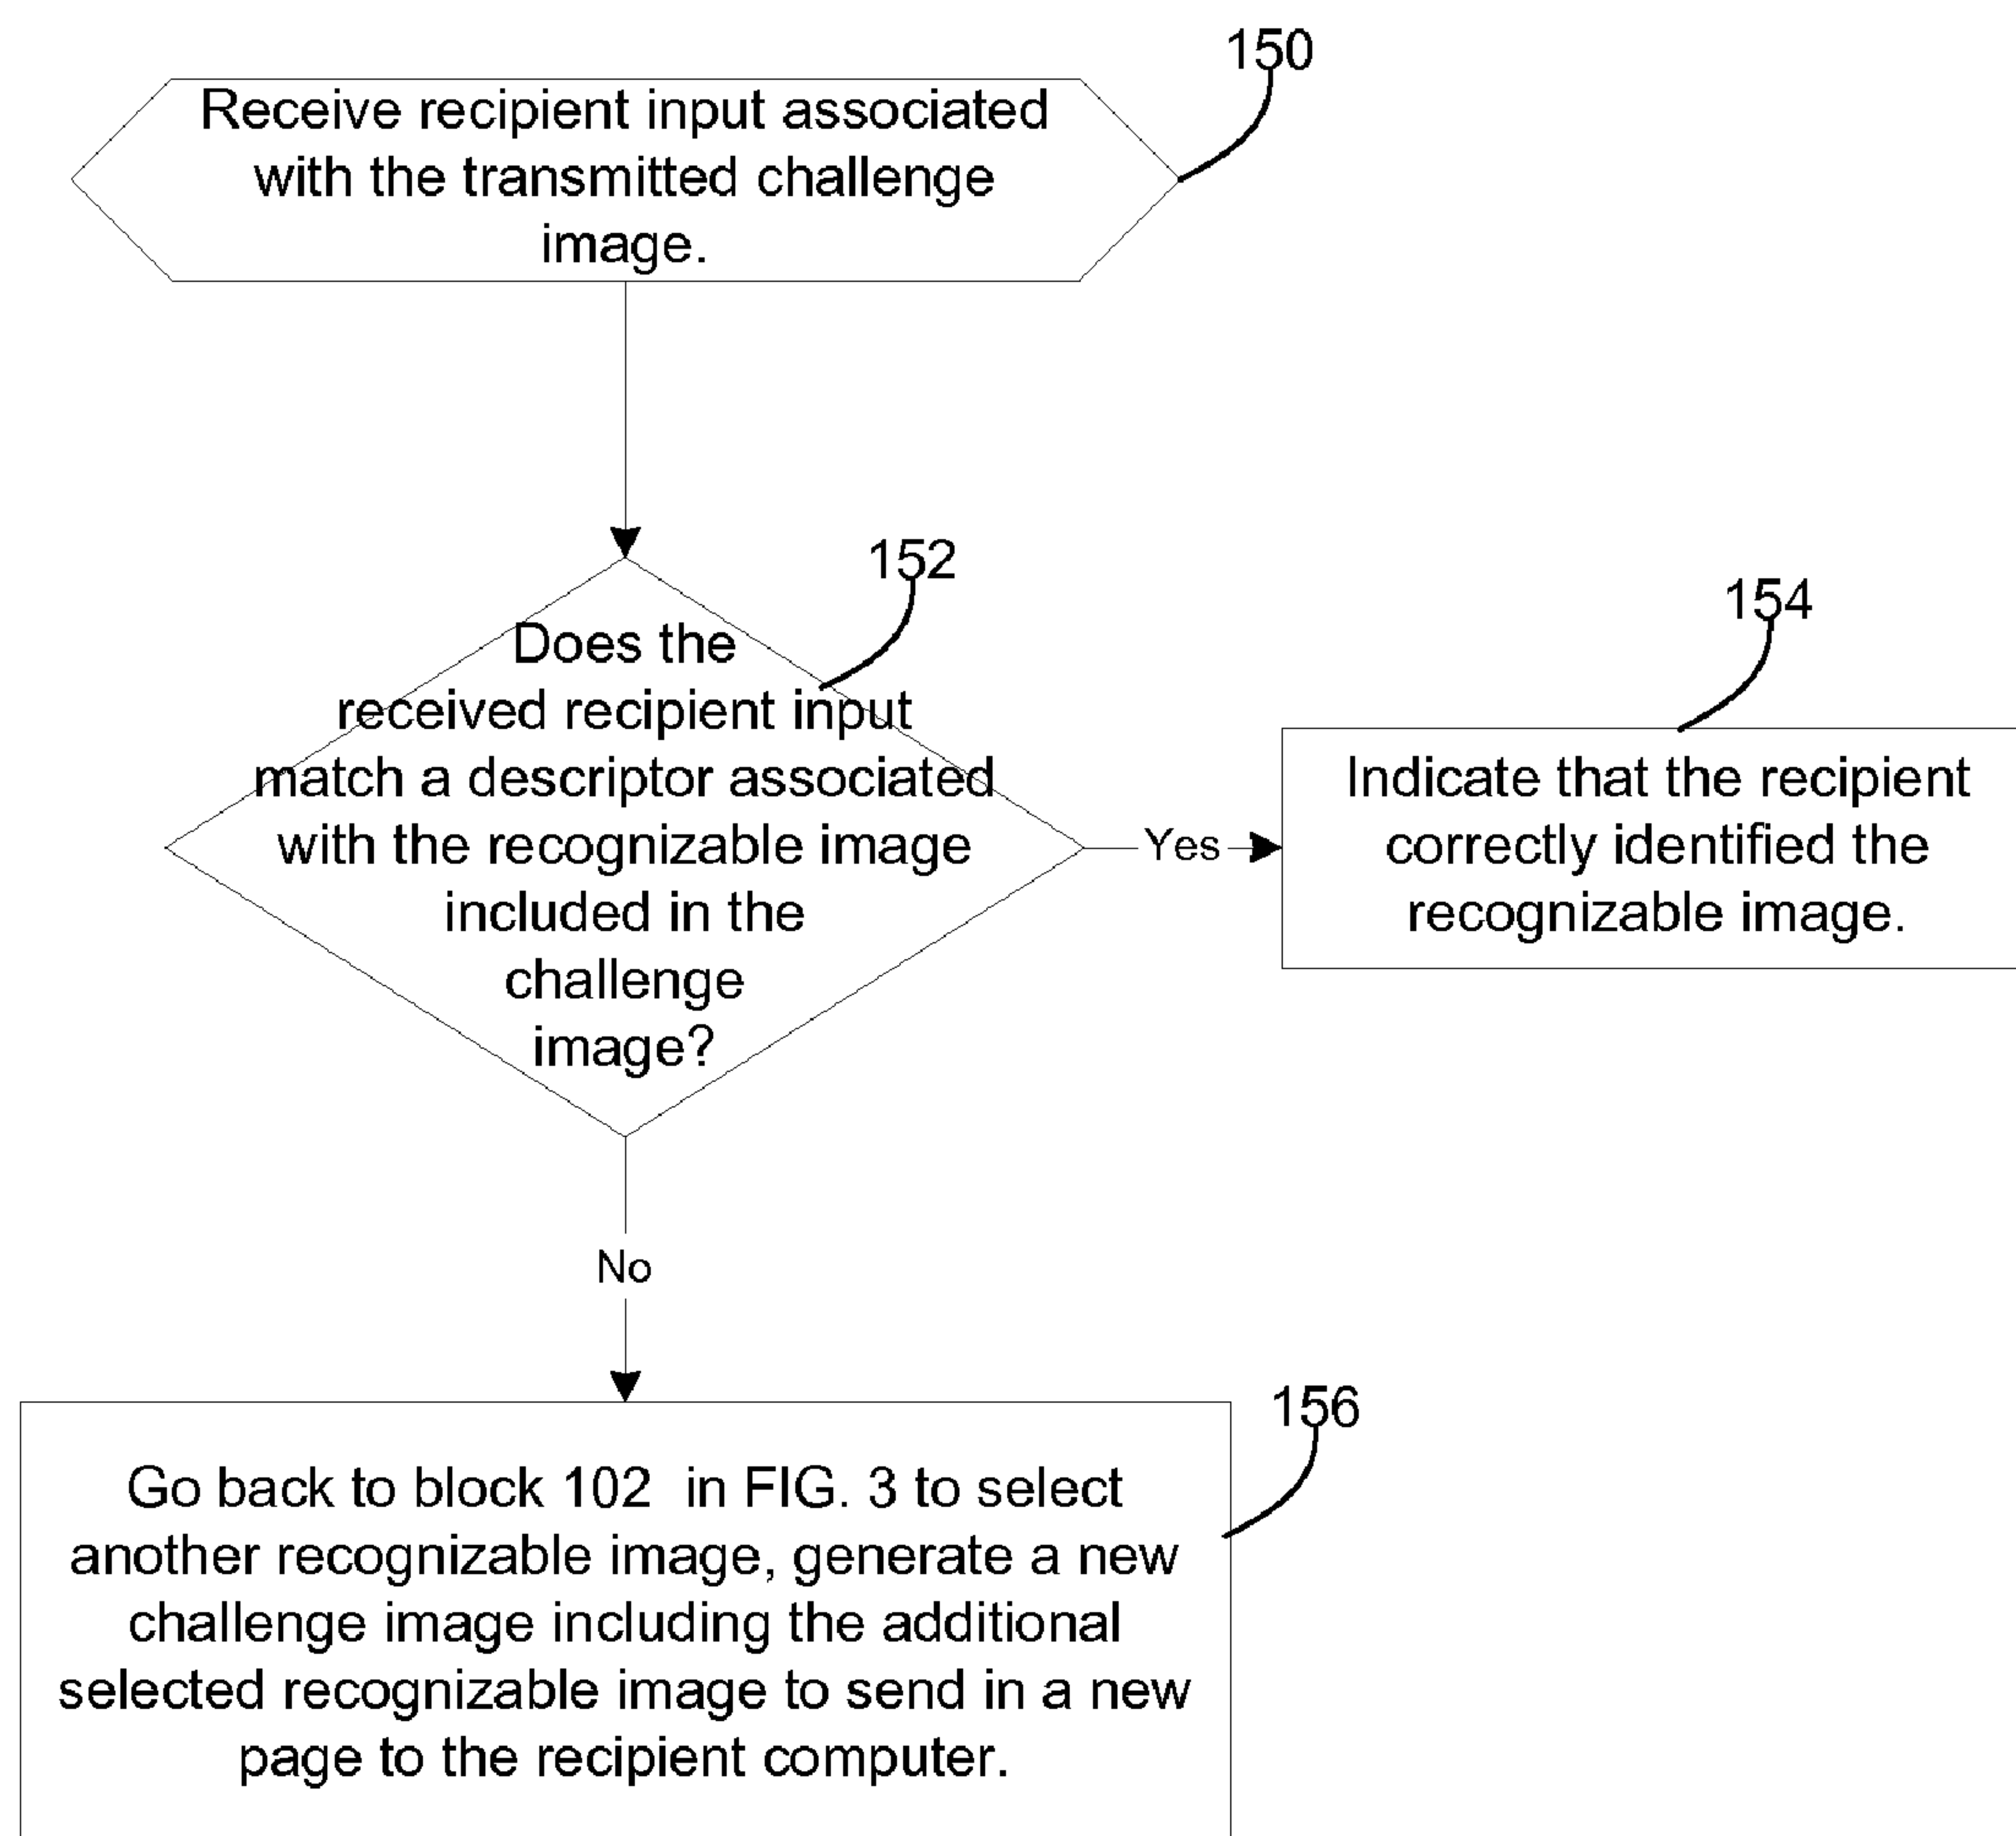 150
Receive recipient input associated
with the transmitted challenge
image.
152
Does the
received recipient input
match a descriptor associated
with the recognizable image
included in the
challenge
image?
Yes
154
Indicate that the recipient
correctly identified the
recognizable image.
No
156
Go back to block 102 in FIG. 3 to select
another recognizable image, generate a new
challenge image including the additional
selected recognizable image to send in a new
page to the recipient computer.